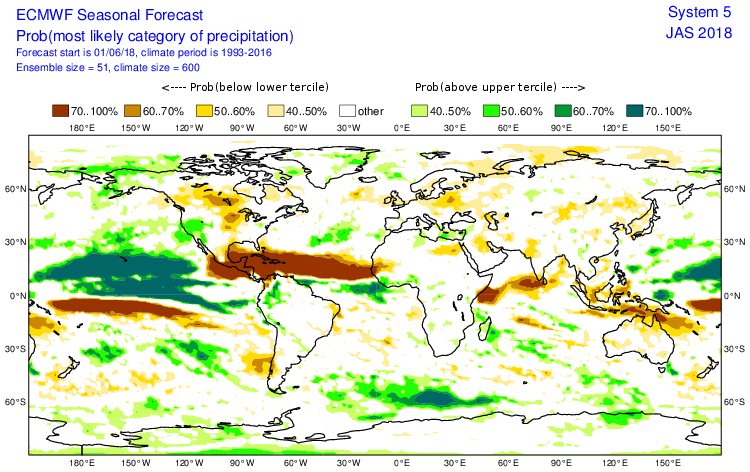 ECMWF Seasonal Forecast
System 5
Prob(most likely category of precipitation)
JAS 2018
Forecast start is 01/06/18, climate period is 1993-2016
Ensemble size = 51, climate size = 600
<---- Prob(below lower tercile)
Prob(above upper tercile) ---->
70..100% 60..70% 50..60% 40..50% other 40..50% 50..60% 60..70% 70..100%
180°E 150°W 120°W 90°W 60°W 30°W 0°E 30°E 60°E 90°E 120°E 150°E
60°N 60°N
30°N 30°N
0°N 0°N
30°S 30°S
60°S 60°S
180°E 150°W 120°W 90°W 60°W 30°W 0°E 30°E 60°E 90°E 120°E 150°E